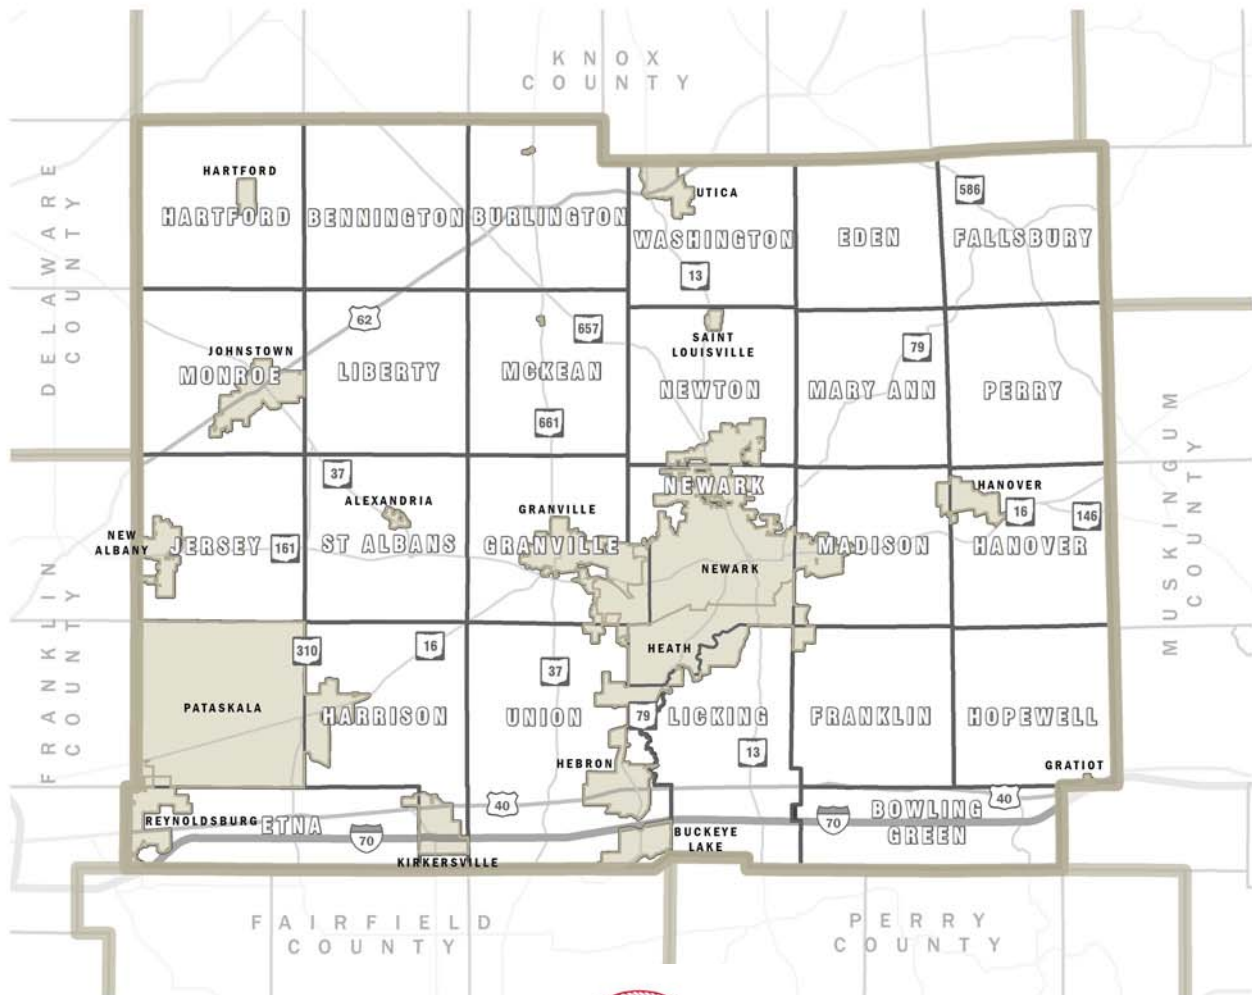 KNOX
COUNTY
DELAWARE
COUNTY
HARTFORD
HARTFORD
BENNINGTON
BURLINGTON
UTICA
WASHINGTON
EDEN
586
FALLSBURY
13
62
657
SAINT
LOUISVILLE
79
JOHNSTOWN
MONROE
LIBERTY
MCKEAN
NEWTON
MARY ANN
PERRY
661
MUSKINGUM
COUNTY
37
ALEXANDRIA
GRANVILLE
NEWARK
HANOVER
16
146
NEW
ALBANY
JERSEY
161
ST ALBANS
GRANVILLE
NEWARK
MADISON
HANOVER
FRANKLIN
COUNTY
310
16
37
HEATH
PATASKALA
HARRISON
UNION
79
LICKING
13
FRANKLIN
HOPEWELL
HEBRON
GRATIOT
REYNOLDSBURG
ETNA
70
40
KIRKERSVILLE
BUCKEYE
LAKE
70
BOWLING
GREEN
40
FAIRFIELD
COUNTY
PERRY
COUNTY